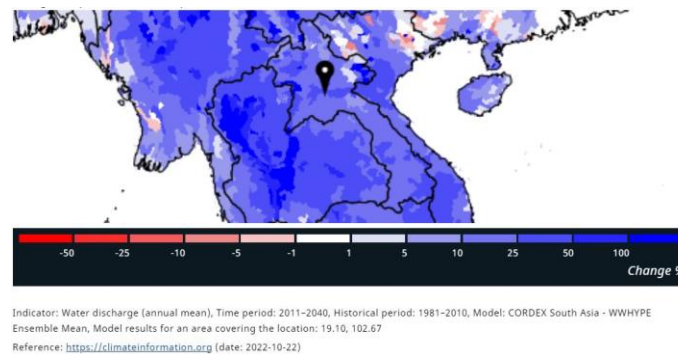 -50 -25 -10 -5 -1 1 5 10 25 50 100
Change %
Indicator: Water discharge (annual mean), Time period: 2011-2040, Historical period: 1981-2010, Model: CORDEX South Asia - WWHYPE
Ensemble Mean, Model results for an area covering the location: 19.10, 102.67
Reference: https://climateinformation.org (date: 2022-10-22)